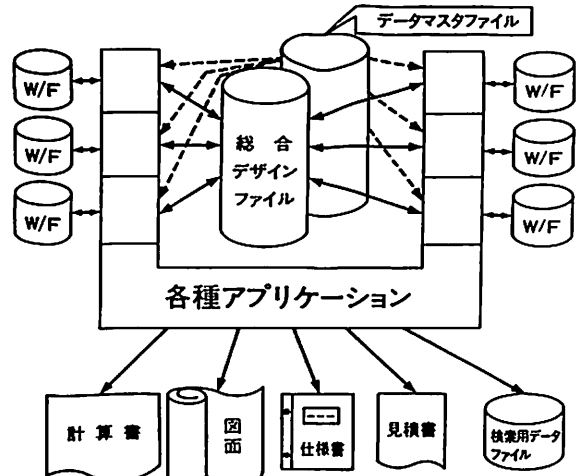 データマスタファイル
W/F
W/F
W/F
W/F
W/F
W/F
総合
デザイン
ファイル
各種アプリケーション
計算書
図
面
仕様書
見積書
検索用データ
ファイル